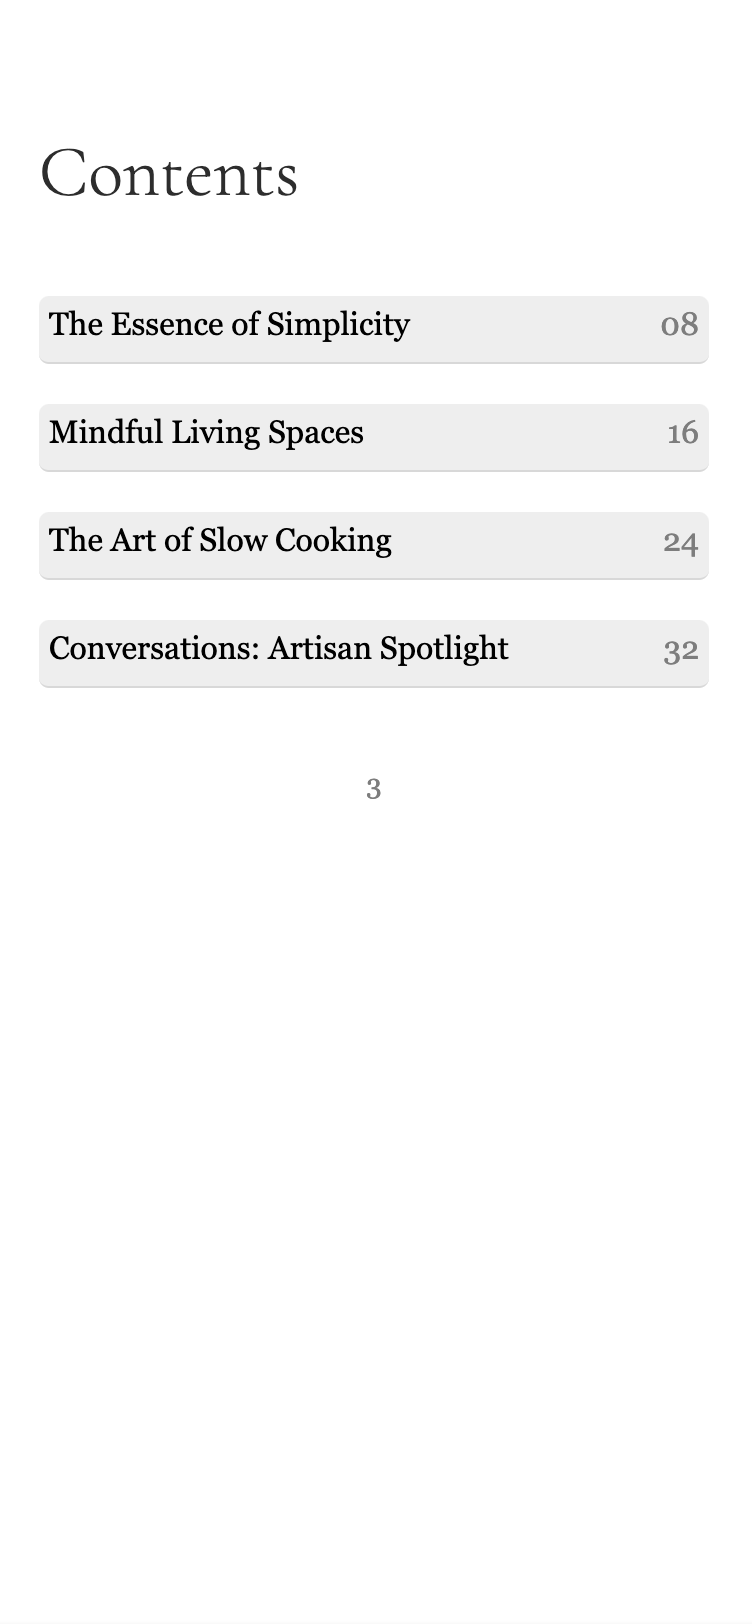 Contents
The Essence of Simplicity 08
Mindful Living Spaces 16
The Art of Slow Cooking 24
Conversations: Artisan Spotlight 32
3